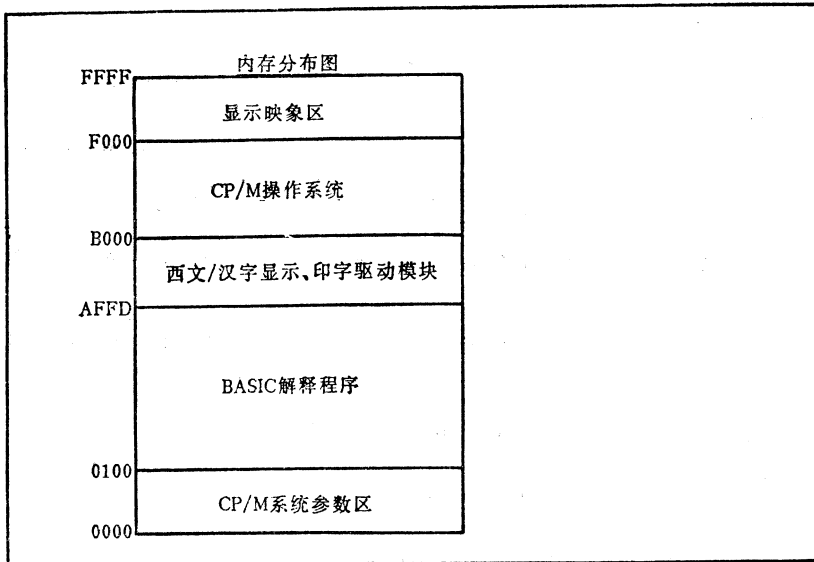 内存分布图
FFFF
显示映象区
F000
CP/M操作系统
B000
西文/汉字显示、印字驱动模块
AFFD
BASIC解释程序
0100
CP/M系统参数区
0000